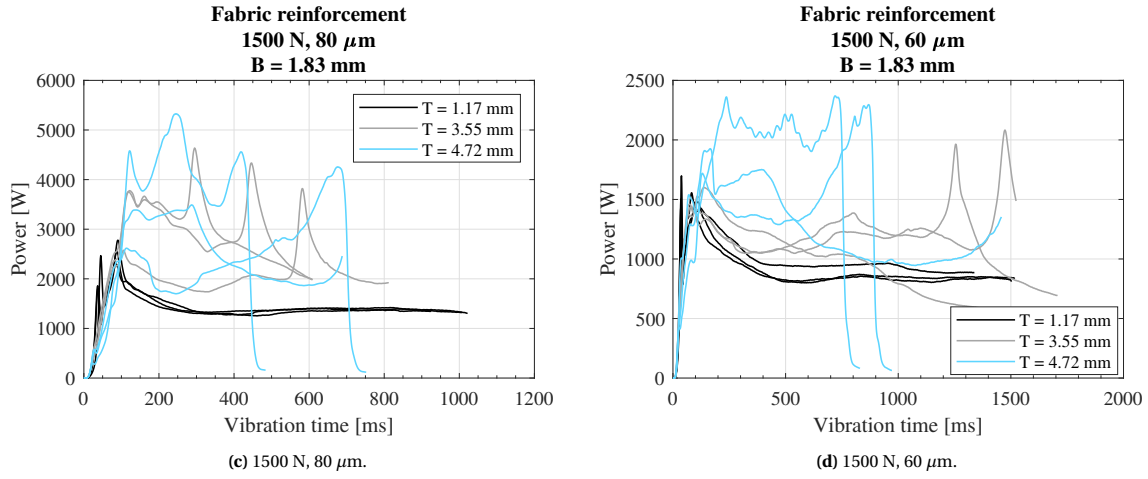 Fabric reinforcement
1500 N, 80 μm
B = 1.83 mm
6000
5000
4000
3000
2000
1000
0
Power [W]
T = 1.17 mm
T = 3.55 mm
T = 4.72 mm
0 200 400 600 800 1000 1200
Vibration time [ms]
(c) 1500 N, 80 μm.
Fabric reinforcement
1500 N, 60 μm
B = 1.83 mm
2500
2000
1500
1000
500
0
Power [W]
T = 1.17 mm
T = 3.55 mm
T = 4.72 mm
0 500 1000 1500 2000
Vibration time [ms]
(d) 1500 N, 60 μm.